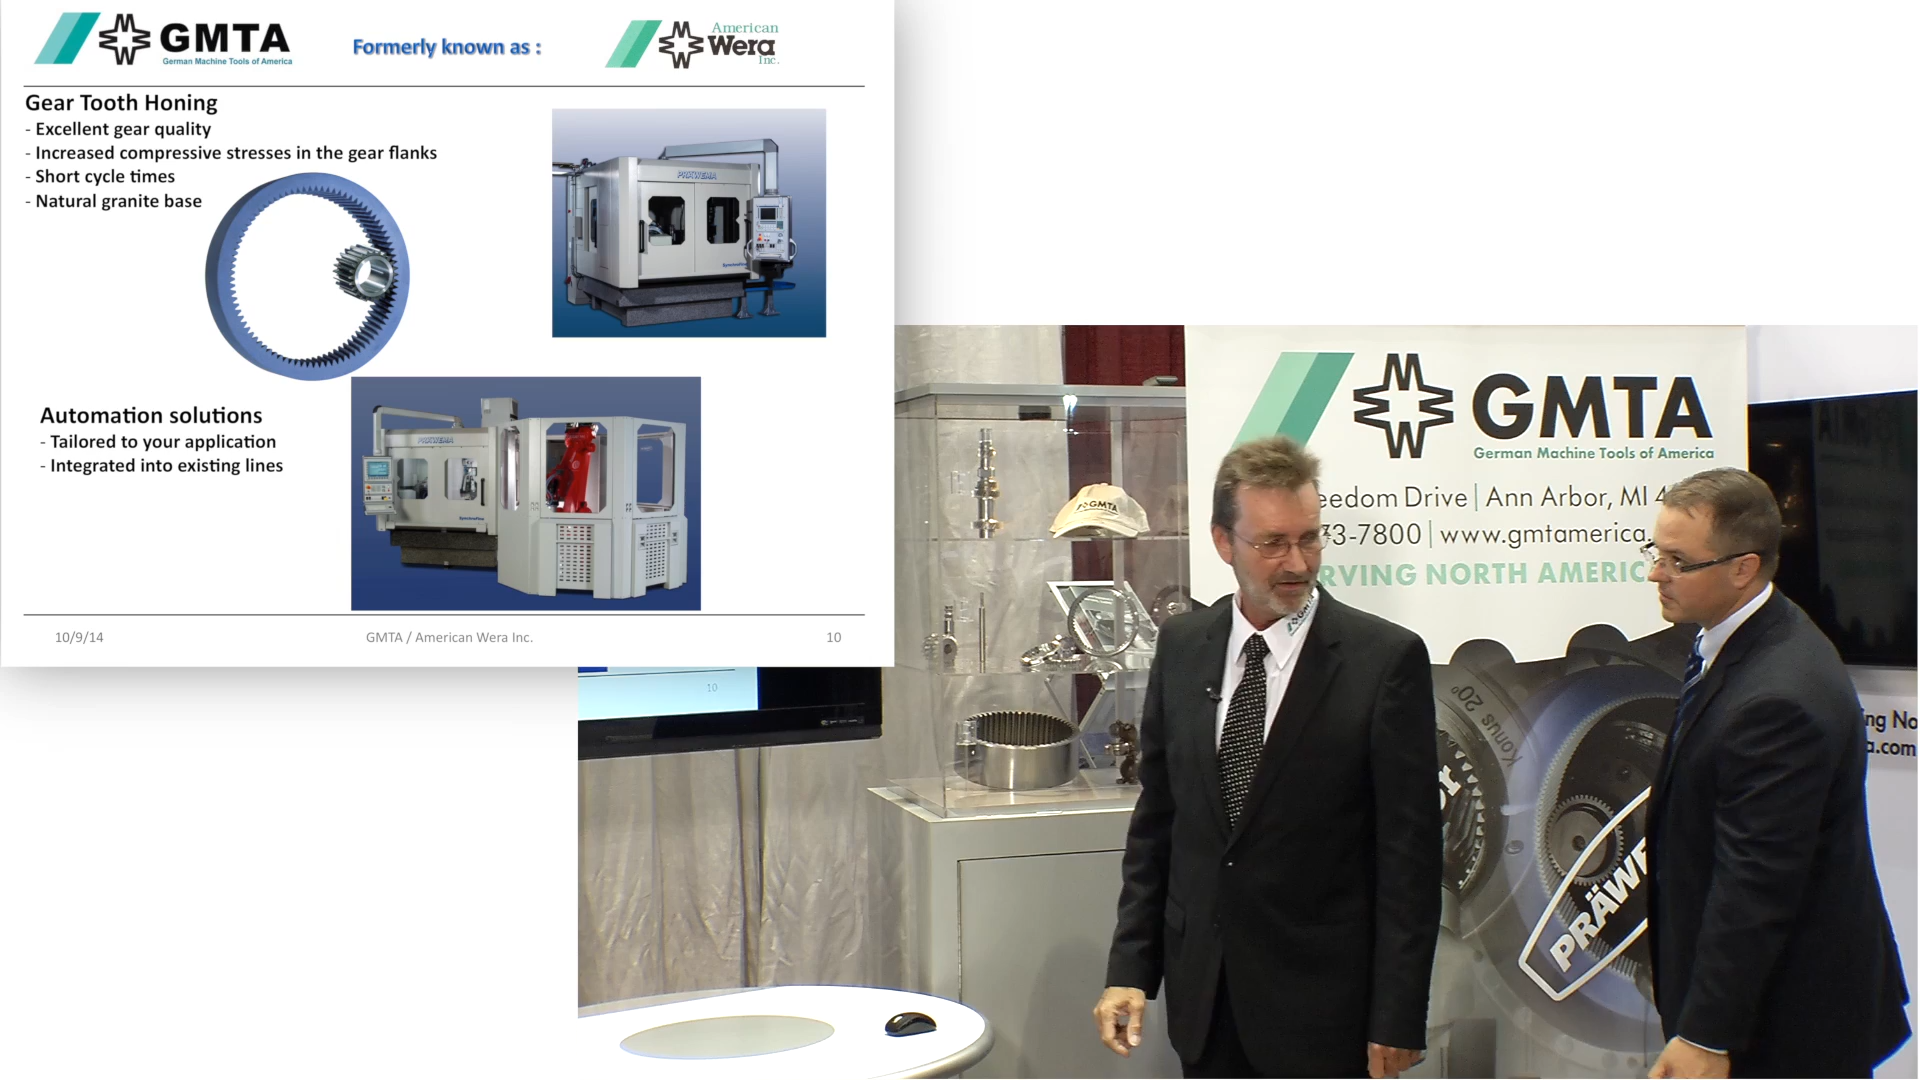 GMTA
German Machine Tools of America
Formerly known as :
American
Wera
Inc.
Gear Tooth Honing
- Excellent gear quality
- Increased compressive stresses in the gear flanks
- Short cycle times
- Natural granite base
PRÄWEMA
Automation solutions
- Tailored to your application
- Integrated into existing lines
PRÄWEMA
10/9/14
GMTA / American Wera Inc.
10
10
GMTA
GMTA
German Machine Tools of America
eedom Drive | Ann Arbor, MI 4
73-7800 | www.gmtamerica.
RVING NORTH AMERIC
GMTA
Konus 20°
PRÄWE
ng No
a.com